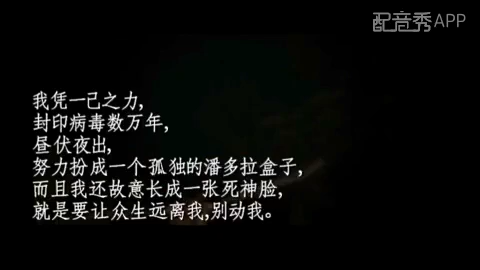 配音秀APP
我凭一己之力,
封印病毒数万年,
昼伏夜出,
努力扮成一个孤独的潘多拉盒子,
而且我还故意长成一张死神脸,
就是要让众生远离我,别动我。